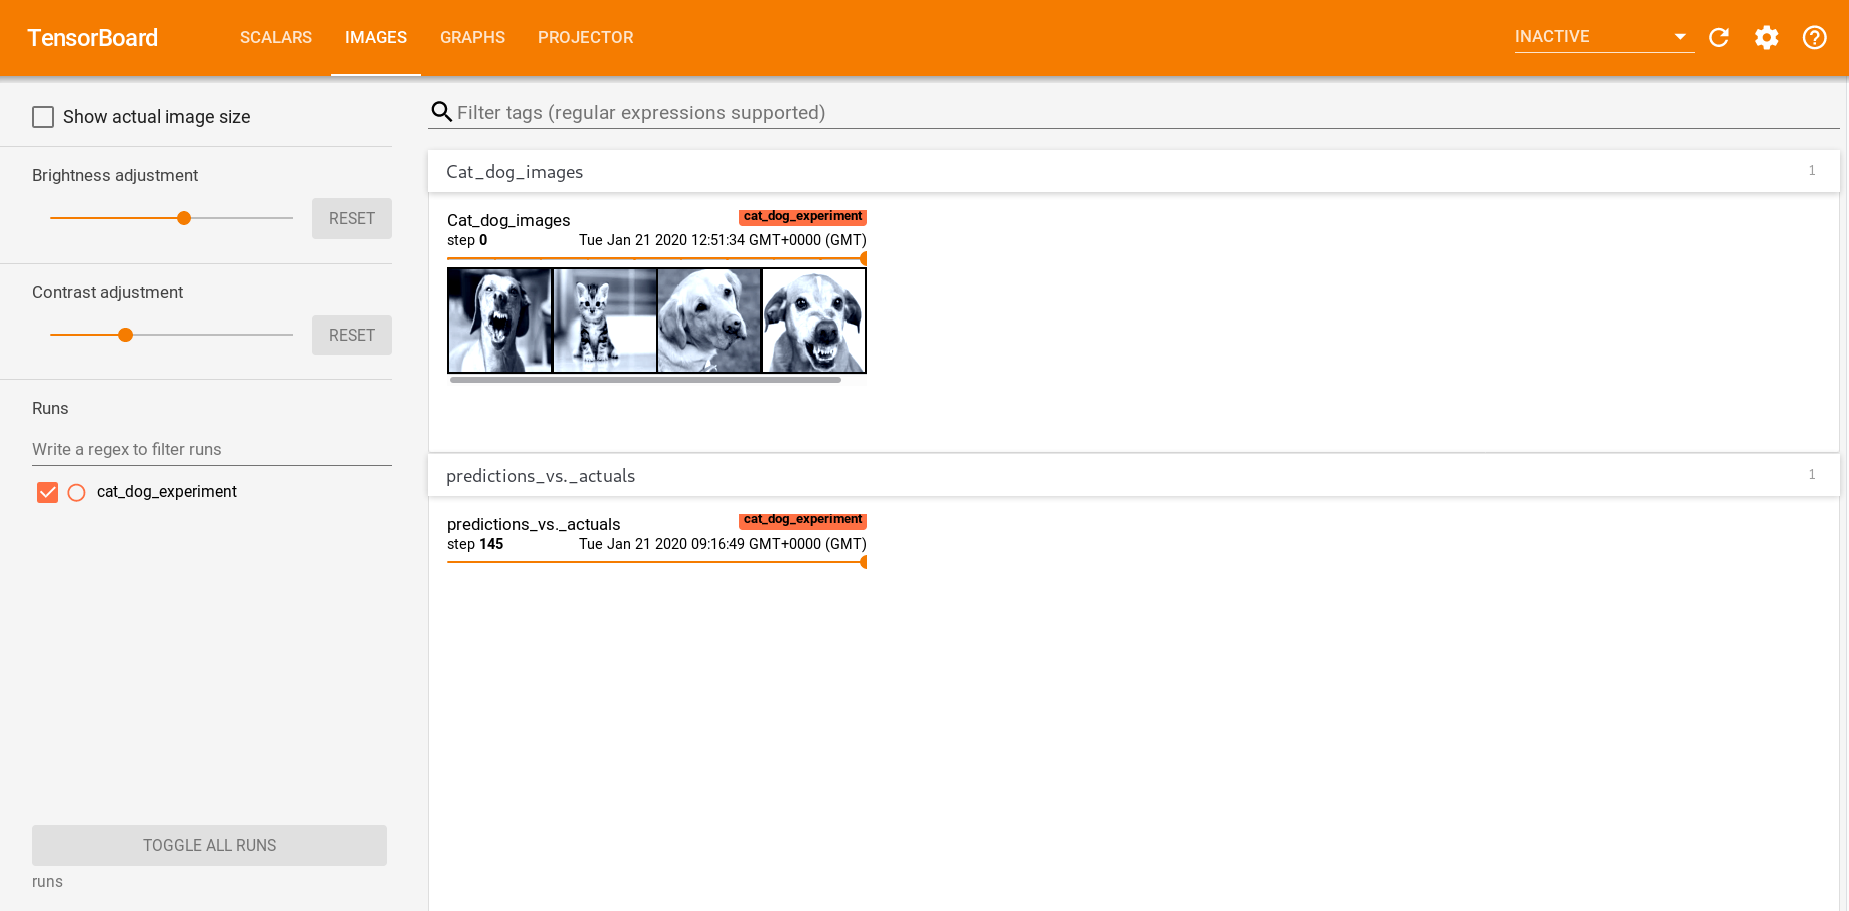 TensorBoard
SCALARS
IMAGES
GRAPHS
PROJECTOR
INACTIVE
Show actual image size
Brightness adjustment
RESET
Contrast adjustment
RESET
Runs
Write a regex to filter runs
cat_dog_experiment
TOGGLE ALL RUNS
runs
Filter tags (regular expressions supported)
Cat_dog_images
1
Cat_dog_images
cat_dog_experiment
step 0
Tue Jan 21 2020 12:51:34 GMT+0000 (GMT)
predictions_vs._actuals
1
predictions_vs._actuals
cat_dog_experiment
step 145
Tue Jan 21 2020 09:16:49 GMT+0000 (GMT)